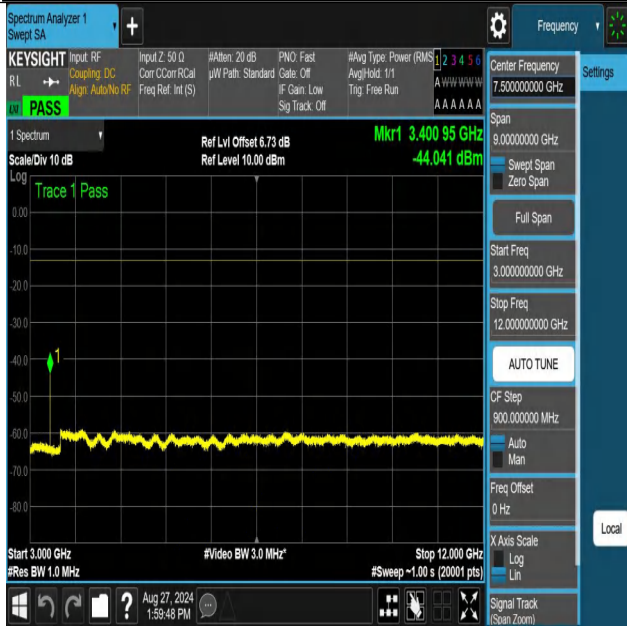 Spectrum Analyzer 1
Swept SA
+
Frequency
KEYSIGHT
RL
PASS
Input: RF
Coupling: DC
Align: Auto/No RF
Input Z: 50 Ω
Corr CCorr RCal
Freq Ref: Int (S)
#Atten: 20 dB
µW Path: Standard
PNO: Fast
Gate: Off
IF Gain: Low
Sig Track: Off
#Avg Type: Power (RMS
Avg|Hold: 1/1
Trig: Free Run
1 2 3 4 5 6
A W W W W W
A A A A A A
1 Spectrum
Scale/Div 10 dB
Log
Ref Lvl Offset 6.73 dB
Ref Level 10.00 dBm
Mkr1 3.400 95 GHz
-44.041 dBm
Trace 1 Pass
0.00
-10.0
-20.0
-30.0
-40.0
-50.0
-60.0
-70.0
-80.0
1
Start 3.000 GHz
#Res BW 1.0 MHz
#Video BW 3.0 MHz*
Stop 12.000 GHz
#Sweep ~1.00 s (20001 pts)
Aug 27, 2024
1:59:48 PM
Center Frequency
7.500000000 GHz
Span
9.00000000 GHz
Swept Span
Zero Span
Full Span
Start Freq
3.000000000 GHz
Stop Freq
12.000000000 GHz
AUTO TUNE
CF Step
900.000000 MHz
Auto
Man
Freq Offset
0 Hz
X Axis Scale
Log
Lin
Signal Track
(Span Zoom)
Settings
Local